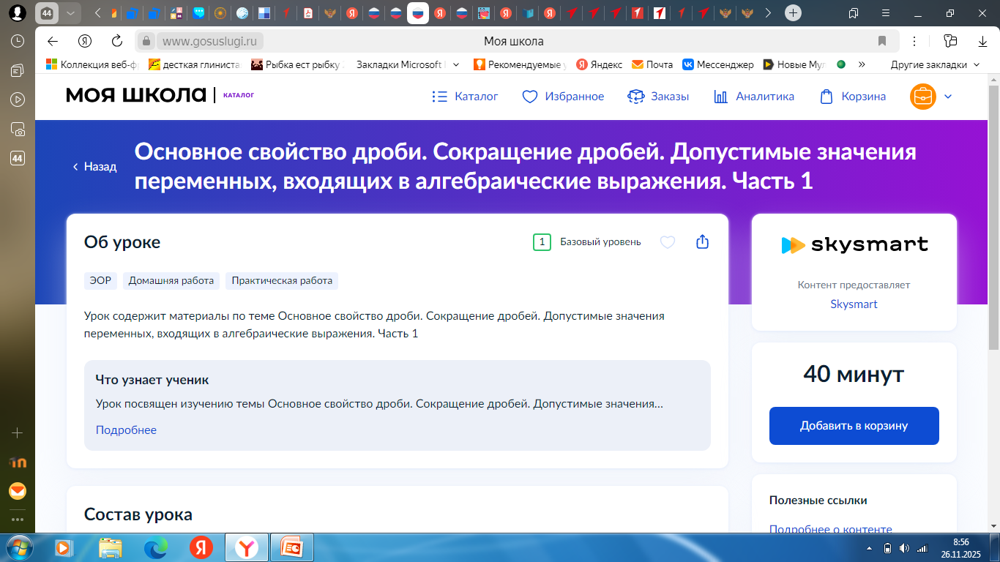 44
www.gosuslugi.ru
Моя школа
Коллекция веб-ф
десткая глиниста
Рыбка ест рыбку
Закладки Microsoft
Рекомендуемые
Яндекс
Почта
Мессенджер
Новые Мул
»
Другие закладки
44
МОЯ ШКОЛА | КАТАЛОГ
Каталог
Избранное
Заказы
Аналитика
Корзина
Назад
Основное свойство дроби. Сокращение дробей. Допустимые значения
переменных, входящих в алгебраические выражения. Часть 1
Об уроке
1 Базовый уровень
ЭОР
Домашняя работа
Практическая работа
Урок содержит материалы по теме Основное свойство дроби. Сокращение дробей. Допустимые значения
переменных, входящих в алгебраические выражения. Часть 1
Что узнает ученик
Урок посвящен изучению темы Основное свойство дроби. Сокращение дробей. Допустимые значения...
Подробнее
Состав урока
skysmart
Контент предоставляет
Skysmart
40 минут
Добавить в корзину
Полезные ссылки
Подробнее о контенте
8:56
26.11.2025